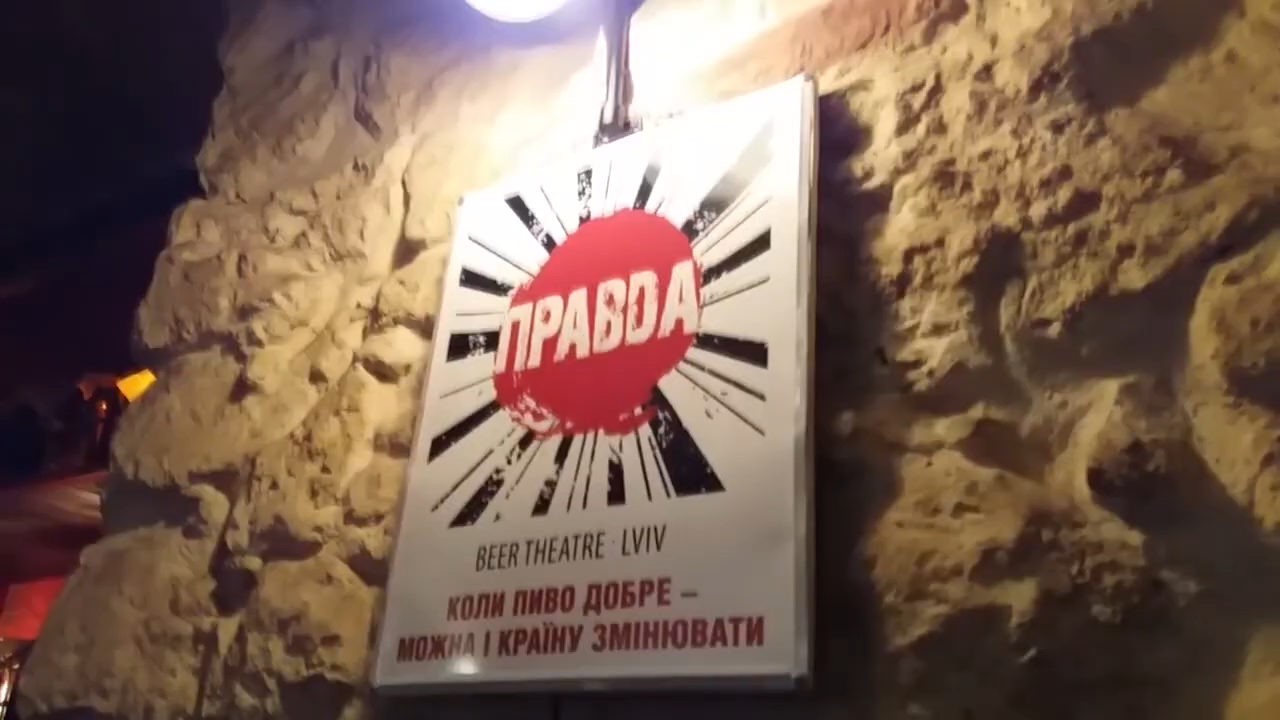 ПРАВДА
BEER THEATRE · LVIV
КОЛИ ПИВО ДОБРЕ –
МОЖНА І КРАЇНУ ЗМІНЮВАТИ